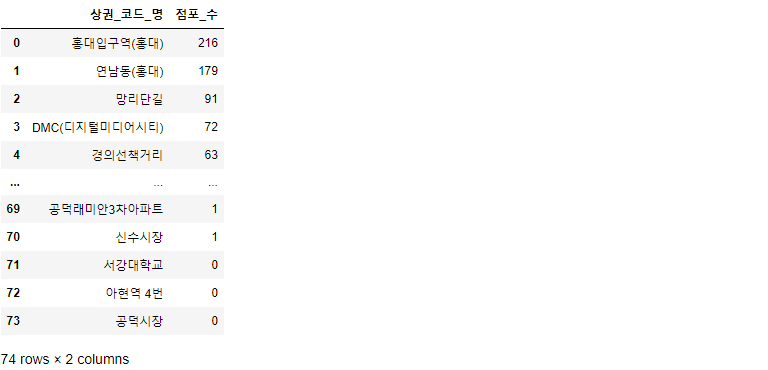 상권_코드_명 점포_수
0 홍대입구역(홍대) 216
1 연남동(홍대) 179
2 망리단길 91
3 DMC(디지털미디어시티) 72
4 경의선책거리 63
... ... ...
69 공덕래미안3차아파트 1
70 신수시장 1
71 서강대학교 0
72 아현역 4번 0
73 공덕시장 0
74 rows × 2 columns